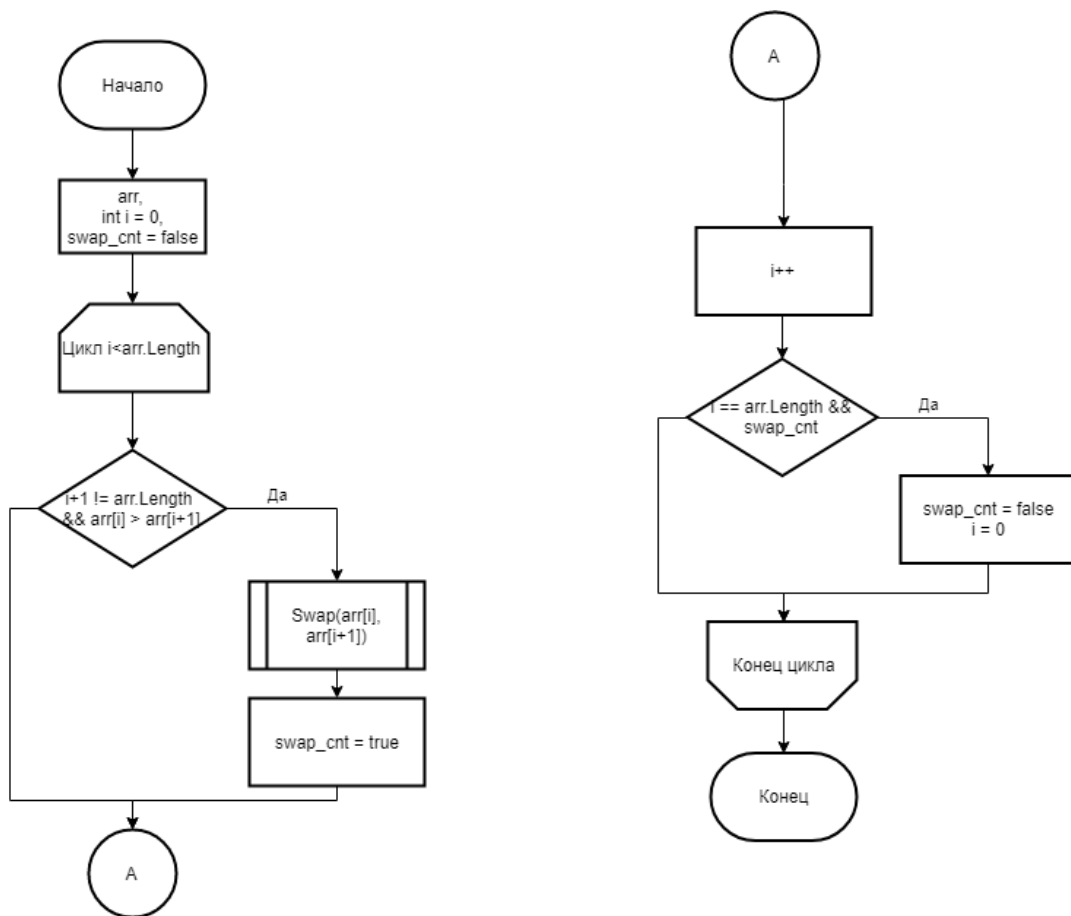 Начало
arr,
int i = 0,
swap_cnt = false
Цикл i<arr.Length
i+1 != arr.Length
&& arr[i] > arr[i+1]
Да
Swap(arr[i],
arr[i+1])
swap_cnt = true
A
A
i++
i == arr.Length &&
swap_cnt
Да
swap_cnt = false
i = 0
Конец цикла
Конец